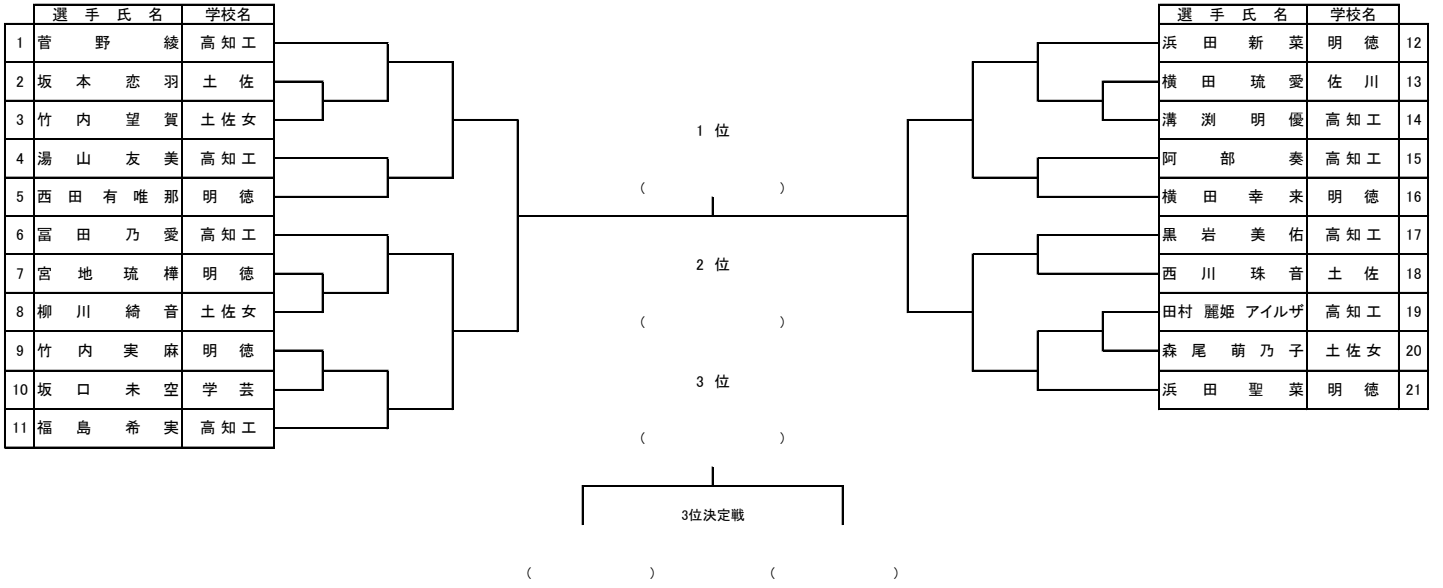 選手氏名 学校名
1 菅野綾 高知工
2 坂本恋羽 土佐
3 竹内望賀 土佐女
4 湯山友美 高知工
5 西田有唯那 明徳
6 冨田乃愛 高知工
7 宮地琉樺 明徳
8 柳川綺音 土佐女
9 竹内実麻 明徳
10 坂口未空 学芸
11 福島希実 高知工
1 位
( )
2 位
( )
3 位
( )
3位決定戦
( ) ( )
選手氏名 学校名
浜田新菜 明徳 12
横田琉愛 佐川 13
溝渕明優 高知工 14
阿部奏 高知工 15
横田幸来 明徳 16
黒岩美佑 高知工 17
西川珠音 土佐 18
田村 麗姫 アイルザ 高知工 19
森尾萌乃子 土佐女 20
浜田聖菜 明徳 21